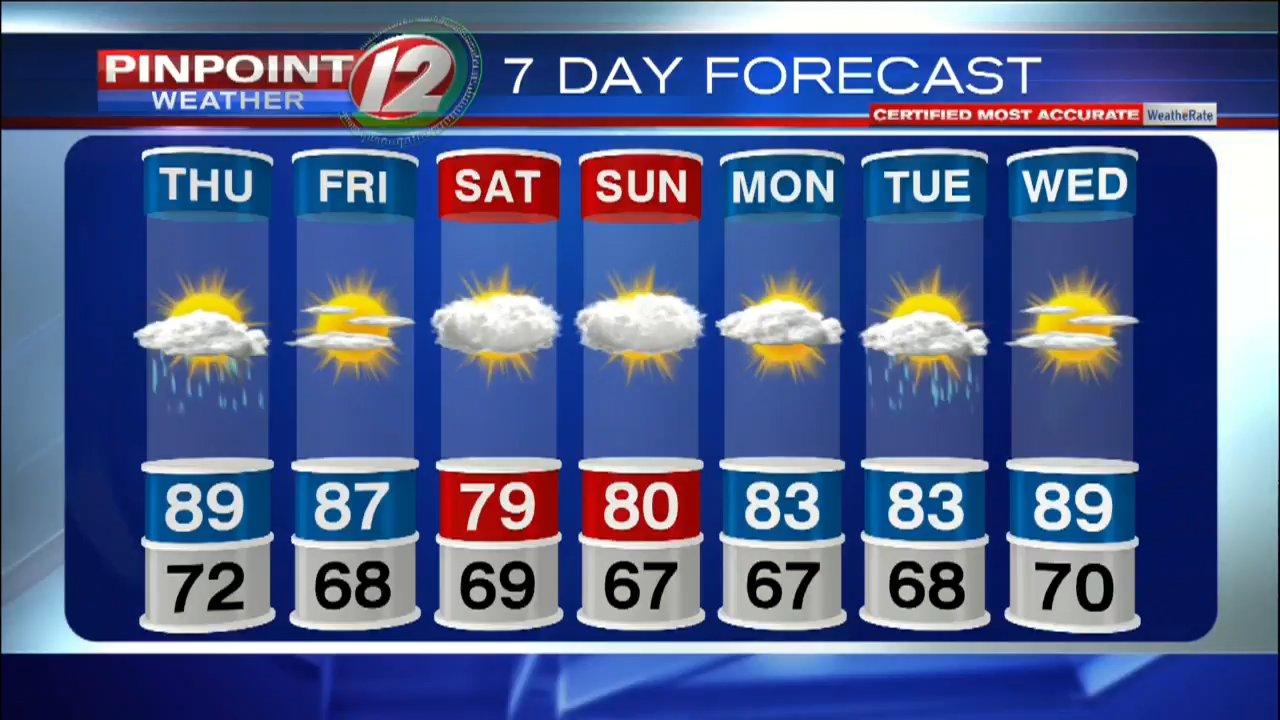 PINPOINT 12
WEATHER
7 DAY FORECAST
CERTIFIED MOST ACCURATE WeatheRate
THU FRI SAT SUN MON TUE WED
89 87 79 80 83 83 89
72 68 69 67 67 68 70